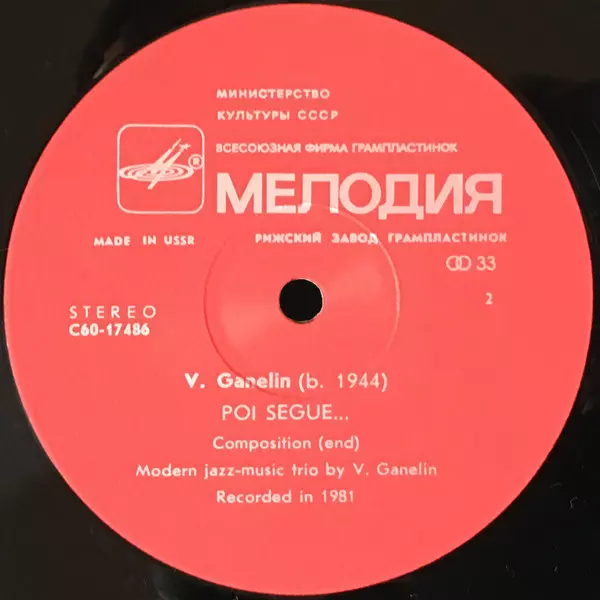 МИНИСТЕРСТВО
КУЛЬТУРЫ СССР
ВСЕСОЮЗНАЯ ФИРМА ГРАМПЛАСТИНОК
®
МЕЛОДИЯ
MADE IN USSR
РИЖСКИЙ ЗАВОД ГРАМПЛАСТИНОК
33
2
STEREO
С60-17486
V. Ganelin (b. 1944)
POI SEGUE...
Composition (end)
Modern jazz-music trio by V. Ganelin
Recorded in 1981